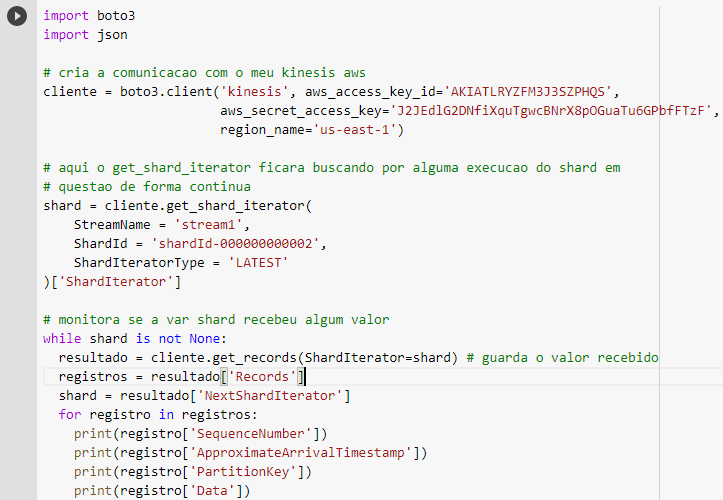 import boto3
import json
# cria a comunicacao com o meu kinesis aws
cliente = boto3.client('kinesis', aws_access_key_id='AKIATLRYZFM3J3SZPHQS',
aws_secret_access_key='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',
region_name='us-east-1')
# aqui o get_shard_iterator ficara buscando por alguma execucao do shard em
# questao de forma continua
shard = cliente.get_shard_iterator(
StreamName = 'stream1',
ShardId = 'shardId-000000000002',
ShardIteratorType = 'LATEST'
)['ShardIterator']
# monitora se a var shard recebeu algum valor
while shard is not None:
resultado = cliente.get_records(ShardIterator=shard) # guarda o valor recebido
registros = resultado['Records']
shard = resultado['NextShardIterator']
for registro in registros:
print(registro['SequenceNumber'])
print(registro['ApproximateArrivalTimestamp'])
print(registro['PartitionKey'])
print(registro['Data'])